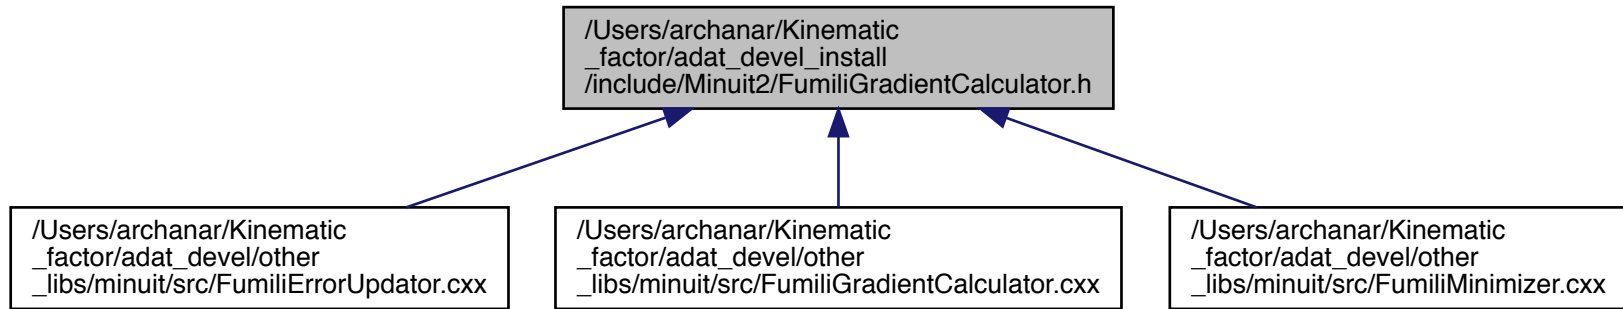 /Users/archanar/Kinematic
_factor/adat_devel_install
/include/Minuit2/FumiliGradientCalculator.h
/Users/archanar/Kinematic
_factor/adat_devel/other
_libs/minuit/src/FumiliErrorUpdator.cxx
/Users/archanar/Kinematic
_factor/adat_devel/other
_libs/minuit/src/FumiliGradientCalculator.cxx
/Users/archanar/Kinematic
_factor/adat_devel/other
_libs/minuit/src/FumiliMinimizer.cxx